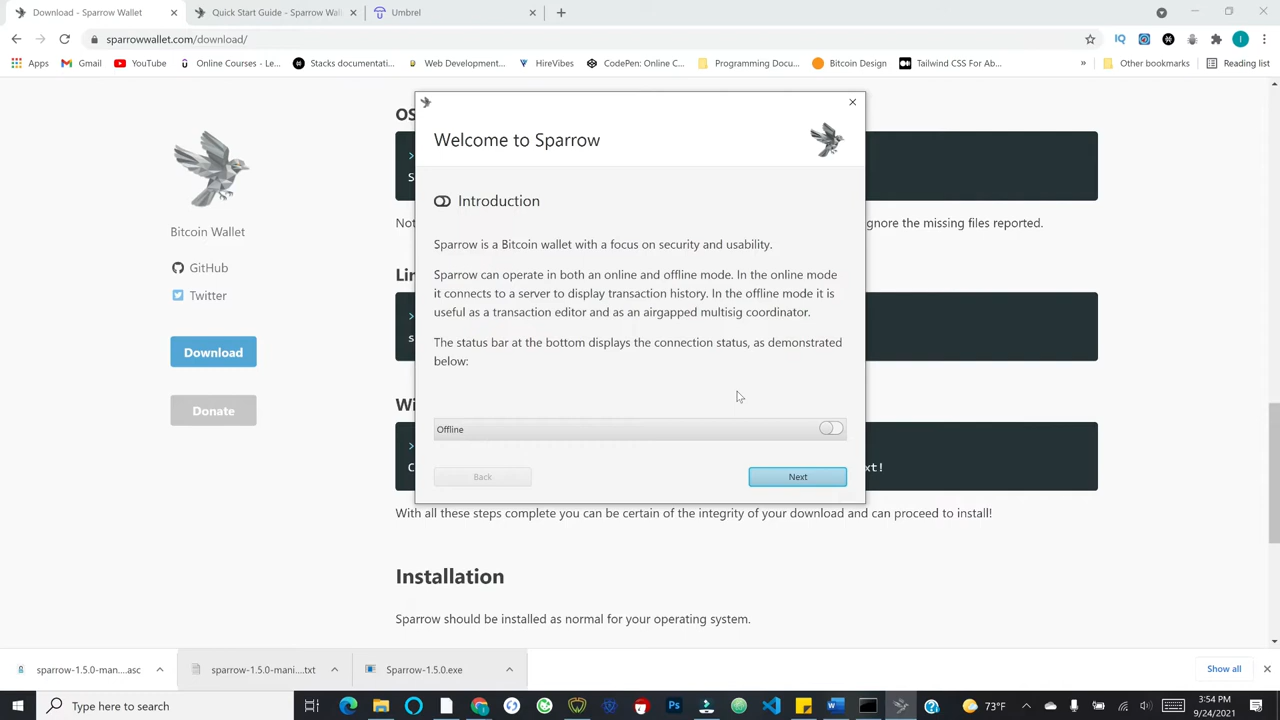 Download - Sparrow Wallet
Quick Start Guide - Sparrow Wal
Umbrel
sparrowwallet.com/download/
Apps
Gmail
YouTube
Online Courses - Le...
Stacks documentati...
Web Development...
HireVibes
CodePen: Online C...
Programming Docu...
Bitcoin Design
Tailwind CSS For Ab...
»
Other bookmarks
Reading list
Bitcoin Wallet
GitHub
Twitter
Download
Donate
OS
>
S
Not
ignore the missing files reported.
Lin
>
s
Wi
>
C
xt!
With all these steps complete you can be certain of the integrity of your download and can proceed to install!
Installation
Sparrow should be installed as normal for your operating system.
Welcome to Sparrow
Introduction
Sparrow is a Bitcoin wallet with a focus on security and usability.
Sparrow can operate in both an online and offline mode. In the online mode
it connects to a server to display transaction history. In the offline mode it is
useful as a transaction editor and as an airgapped multisig coordinator.
The status bar at the bottom displays the connection status, as demonstrated
below:
Offline
Back
Next
sparrow-1.5.0-man....asc
sparrow-1.5.0-mani....txt
Sparrow-1.5.0.exe
Show all
Type here to search
73°F
3:54 PM
9/24/2021